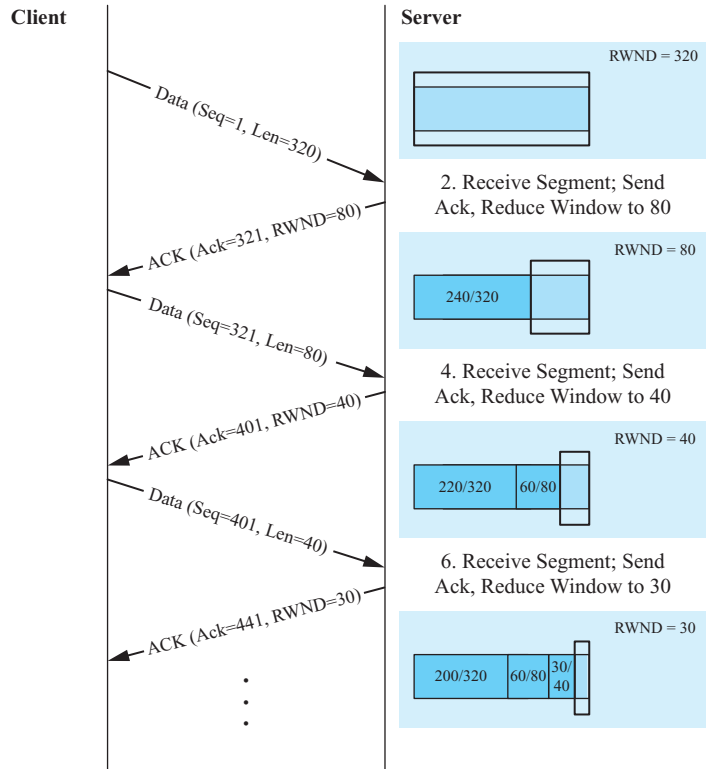 Client
Server
RWND = 320
Data (Seq=1, Len=320)
2. Receive Segment; Send
Ack, Reduce Window to 80
ACK (Ack=321, RWND=80)
RWND = 80
240/320
Data (Seq=321, Len=80)
4. Receive Segment; Send
Ack, Reduce Window to 40
ACK (Ack=401, RWND=40)
RWND = 40
220/320
60/80
Data (Seq=401, Len=40)
6. Receive Segment; Send
Ack, Reduce Window to 30
ACK (Ack=441, RWND=30)
RWND = 30
200/320
60/80
30/
40